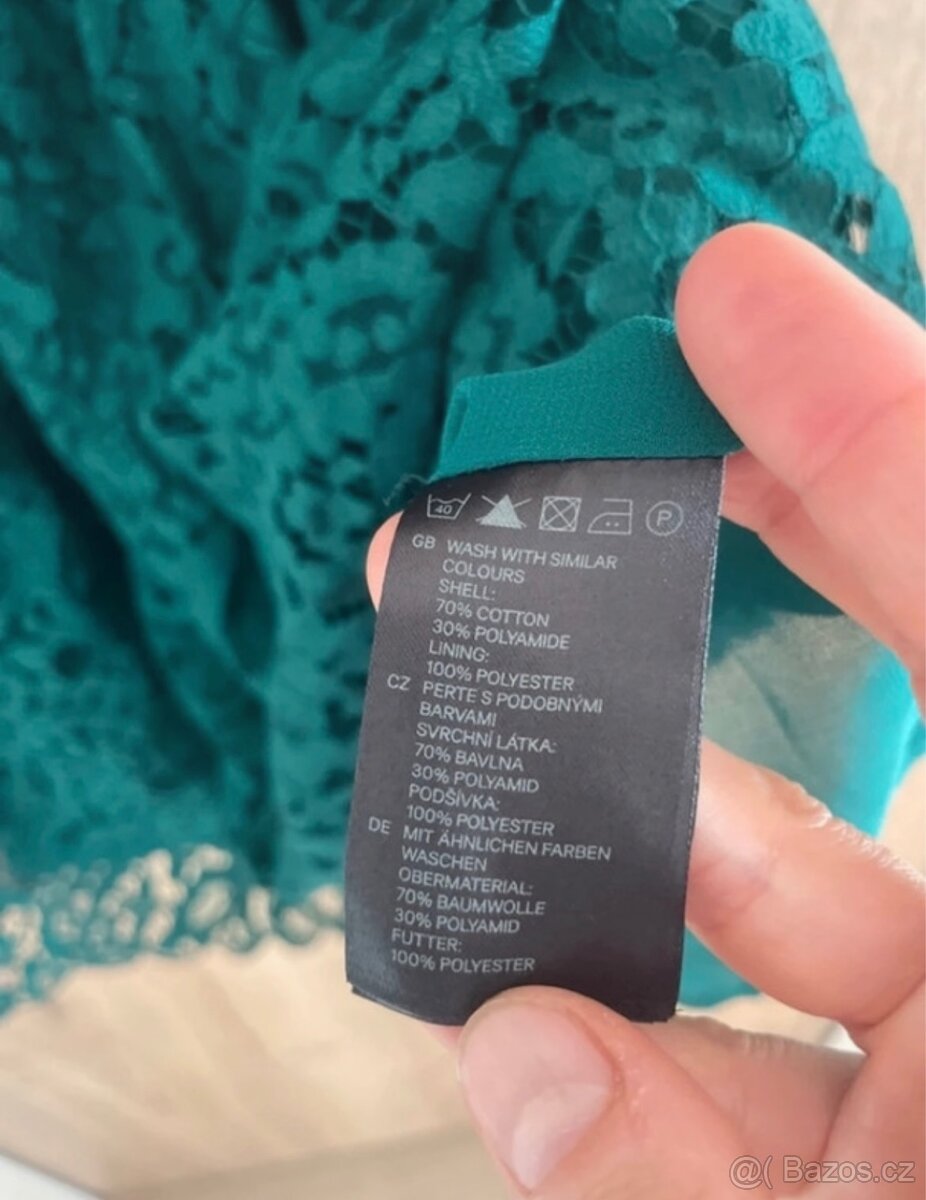 40 P
GB WASH WITH SIMILAR
COLOURS
SHELL:
70% COTTON
30% POLYAMIDE
LINING:
100% POLYESTER
CZ PERTE S PODOBNÝMI
BARVAMI
SVRCHNÍ LÁTKA:
70% BAVLNA
30% POLYAMID
PODŠÍVKA:
100% POLYESTER
DE MIT ÄHNLICHEN FARBEN
WASCHEN
OBERMATERIAL:
70% BAUMWOLLE
30% POLYAMID
FUTTER:
100% POLYESTER
@( Bazos.cz